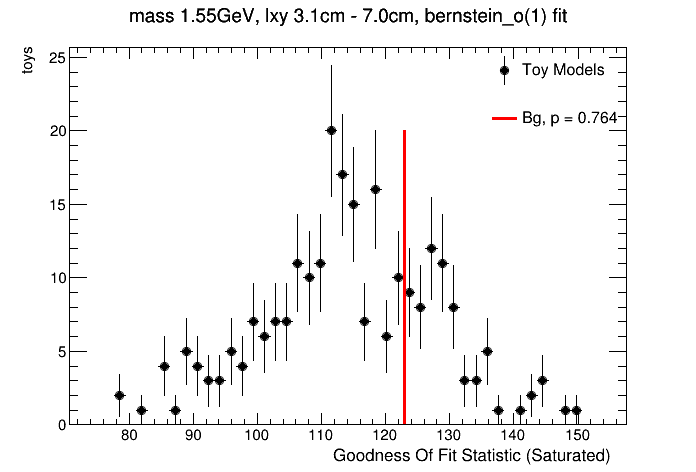 mass 1.55GeV, lxy 3.1cm - 7.0cm, bernstein_o(1) fit
toys
25
20
15
10
5
0
Toy Models
Bg, p = 0.764
80 90 100 110 120 130 140 150
Goodness Of Fit Statistic (Saturated)